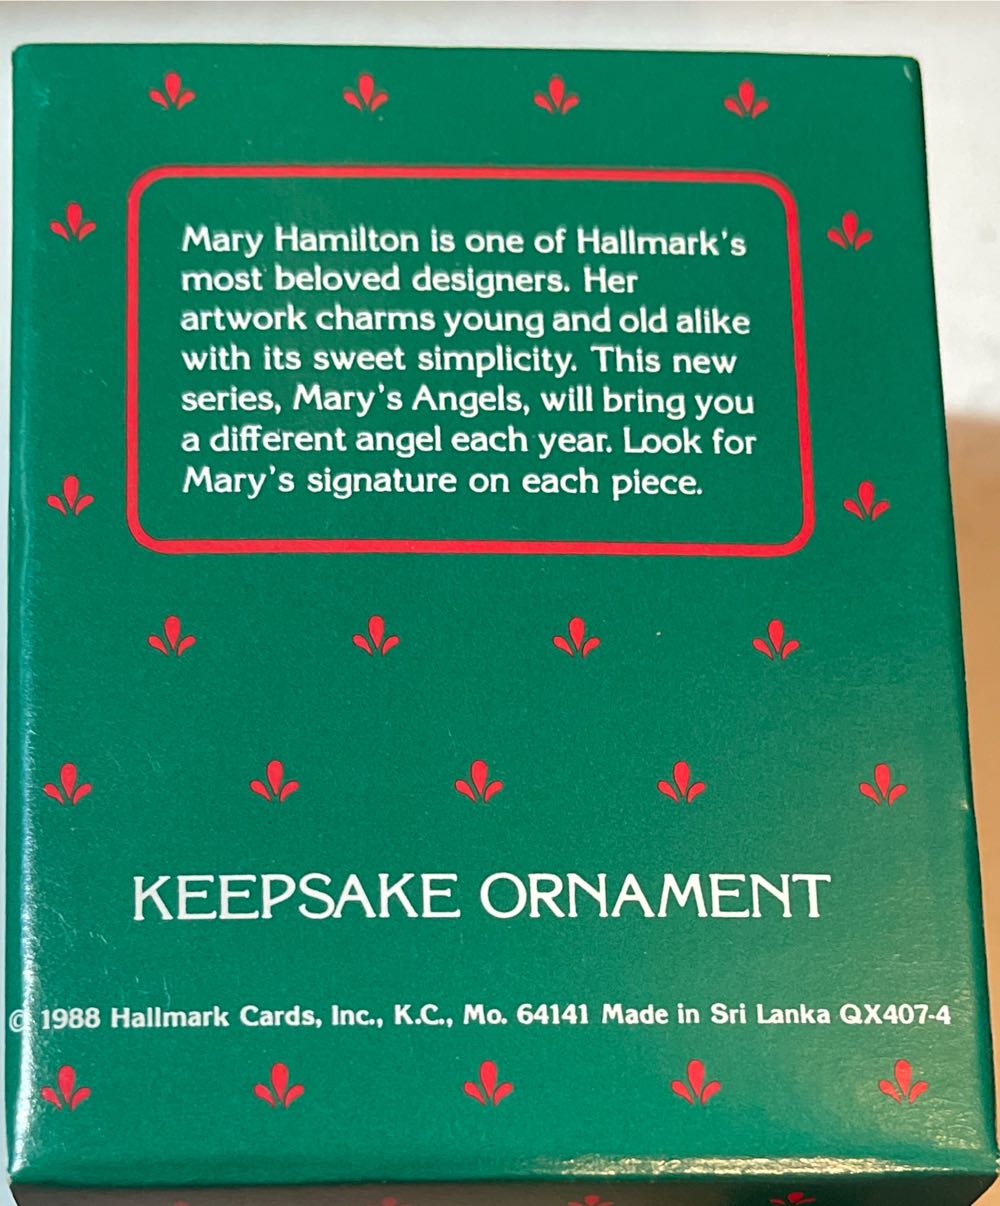 Mary Hamilton is one of Hallmark's
most beloved designers. Her
artwork charms young and old alike
with its sweet simplicity. This new
series, Mary's Angels, will bring you
a different angel each year. Look for
Mary's signature on each piece.
KEEPSAKE ORNAMENT
© 1988 Hallmark Cards, Inc., K.C., Mo. 64141 Made in Sri Lanka QX407-4